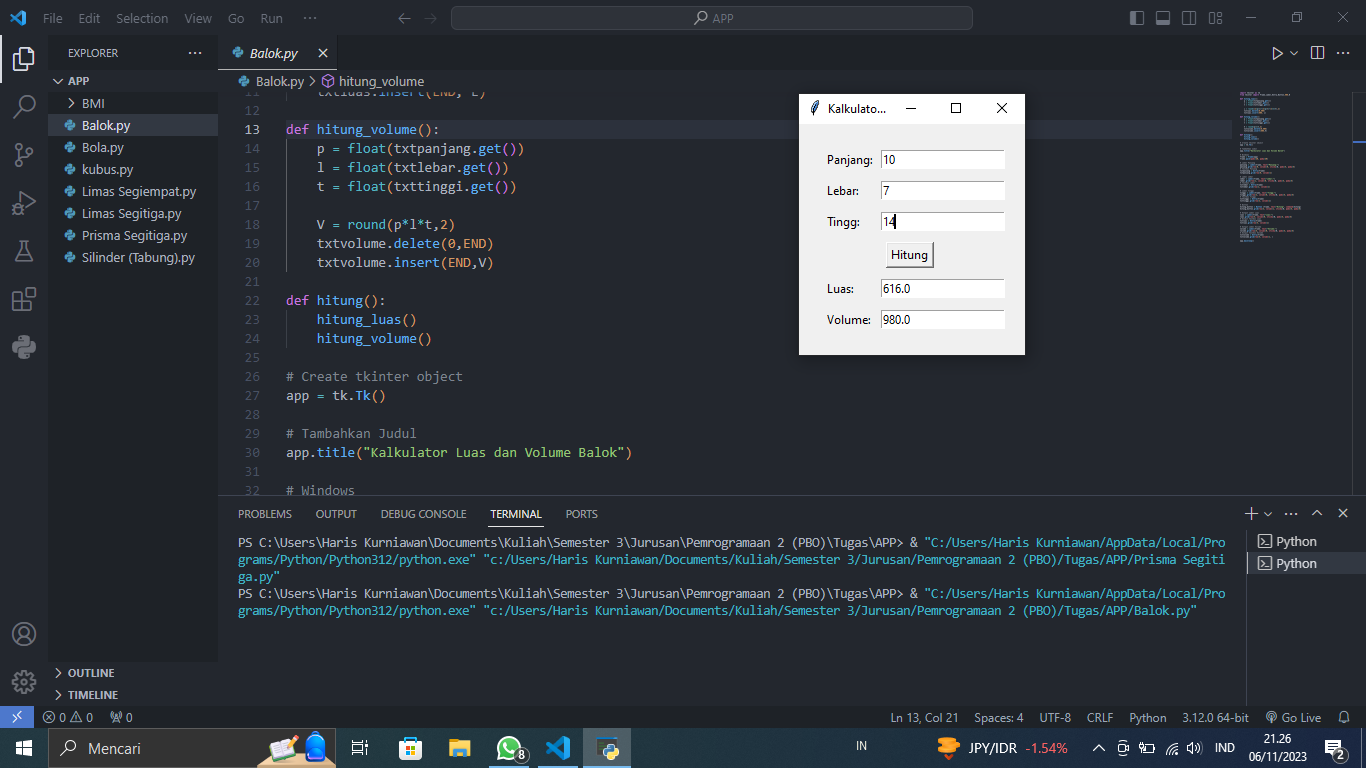 File Edit Selection View Go Run ··· APP
EXPLORER ···
APP
BMI
Balok.py
Bola.py
kubus.py
Limas Segiempat.py
Limas Segitiga.py
Prisma Segitiga.py
Silinder (Tabung).py
OUTLINE
TIMELINE
Balok.py
Balok.py > hitung_volume
11 txtluas.insert(END, L)
12
13 def hitung_volume():
14 p = float(txtpanjang.get())
15 l = float(txtlebar.get())
16 t = float(txttinggi.get())
17
18 V = round(p*l*t,2)
19 txtvolume.delete(0,END)
20 txtvolume.insert(END,V)
21
22 def hitung():
23 hitung_luas()
24 hitung_volume()
25
26 # Create tkinter object
27 app = tk.Tk()
28
29 # Tambahkan Judul
30 app.title("Kalkulator Luas dan Volume Balok")
31
32 # Windows
Kalkulato...
Panjang: 10
Lebar: 7
Tingg: 14
Hitung
Luas: 616.0
Volume: 980.0
PROBLEMS OUTPUT DEBUG CONSOLE TERMINAL PORTS
PS C:\Users\Haris Kurniawan\Documents\Kuliah\Semester 3\Jurusan\Pemrogramaan 2 (PBO)\Tugas\APP> & "C:/Users/Haris Kurniawan/AppData/Local/Pro
grams/Python/Python312/python.exe" "c:/Users/Haris Kurniawan/Documents/Kuliah/Semester 3/Jurusan/Pemrogramaan 2 (PBO)/Tugas/APP/Prisma Segiti
ga.py"
PS C:\Users\Haris Kurniawan\Documents\Kuliah\Semester 3\Jurusan\Pemrogramaan 2 (PBO)\Tugas\APP> & "C:/Users/Haris Kurniawan/AppData/Local/Pro
grams/Python/Python312/python.exe" "c:/Users/Haris Kurniawan/Documents/Kuliah/Semester 3/Jurusan/Pemrogramaan 2 (PBO)/Tugas/APP/Balok.py"
Python
Python
0 0 0 Ln 13, Col 21 Spaces: 4 UTF-8 CRLF Python 3.12.0 64-bit Go Live
Mencari 8 IN JPY/IDR -1.54% IND 21.26
06/11/2023 2